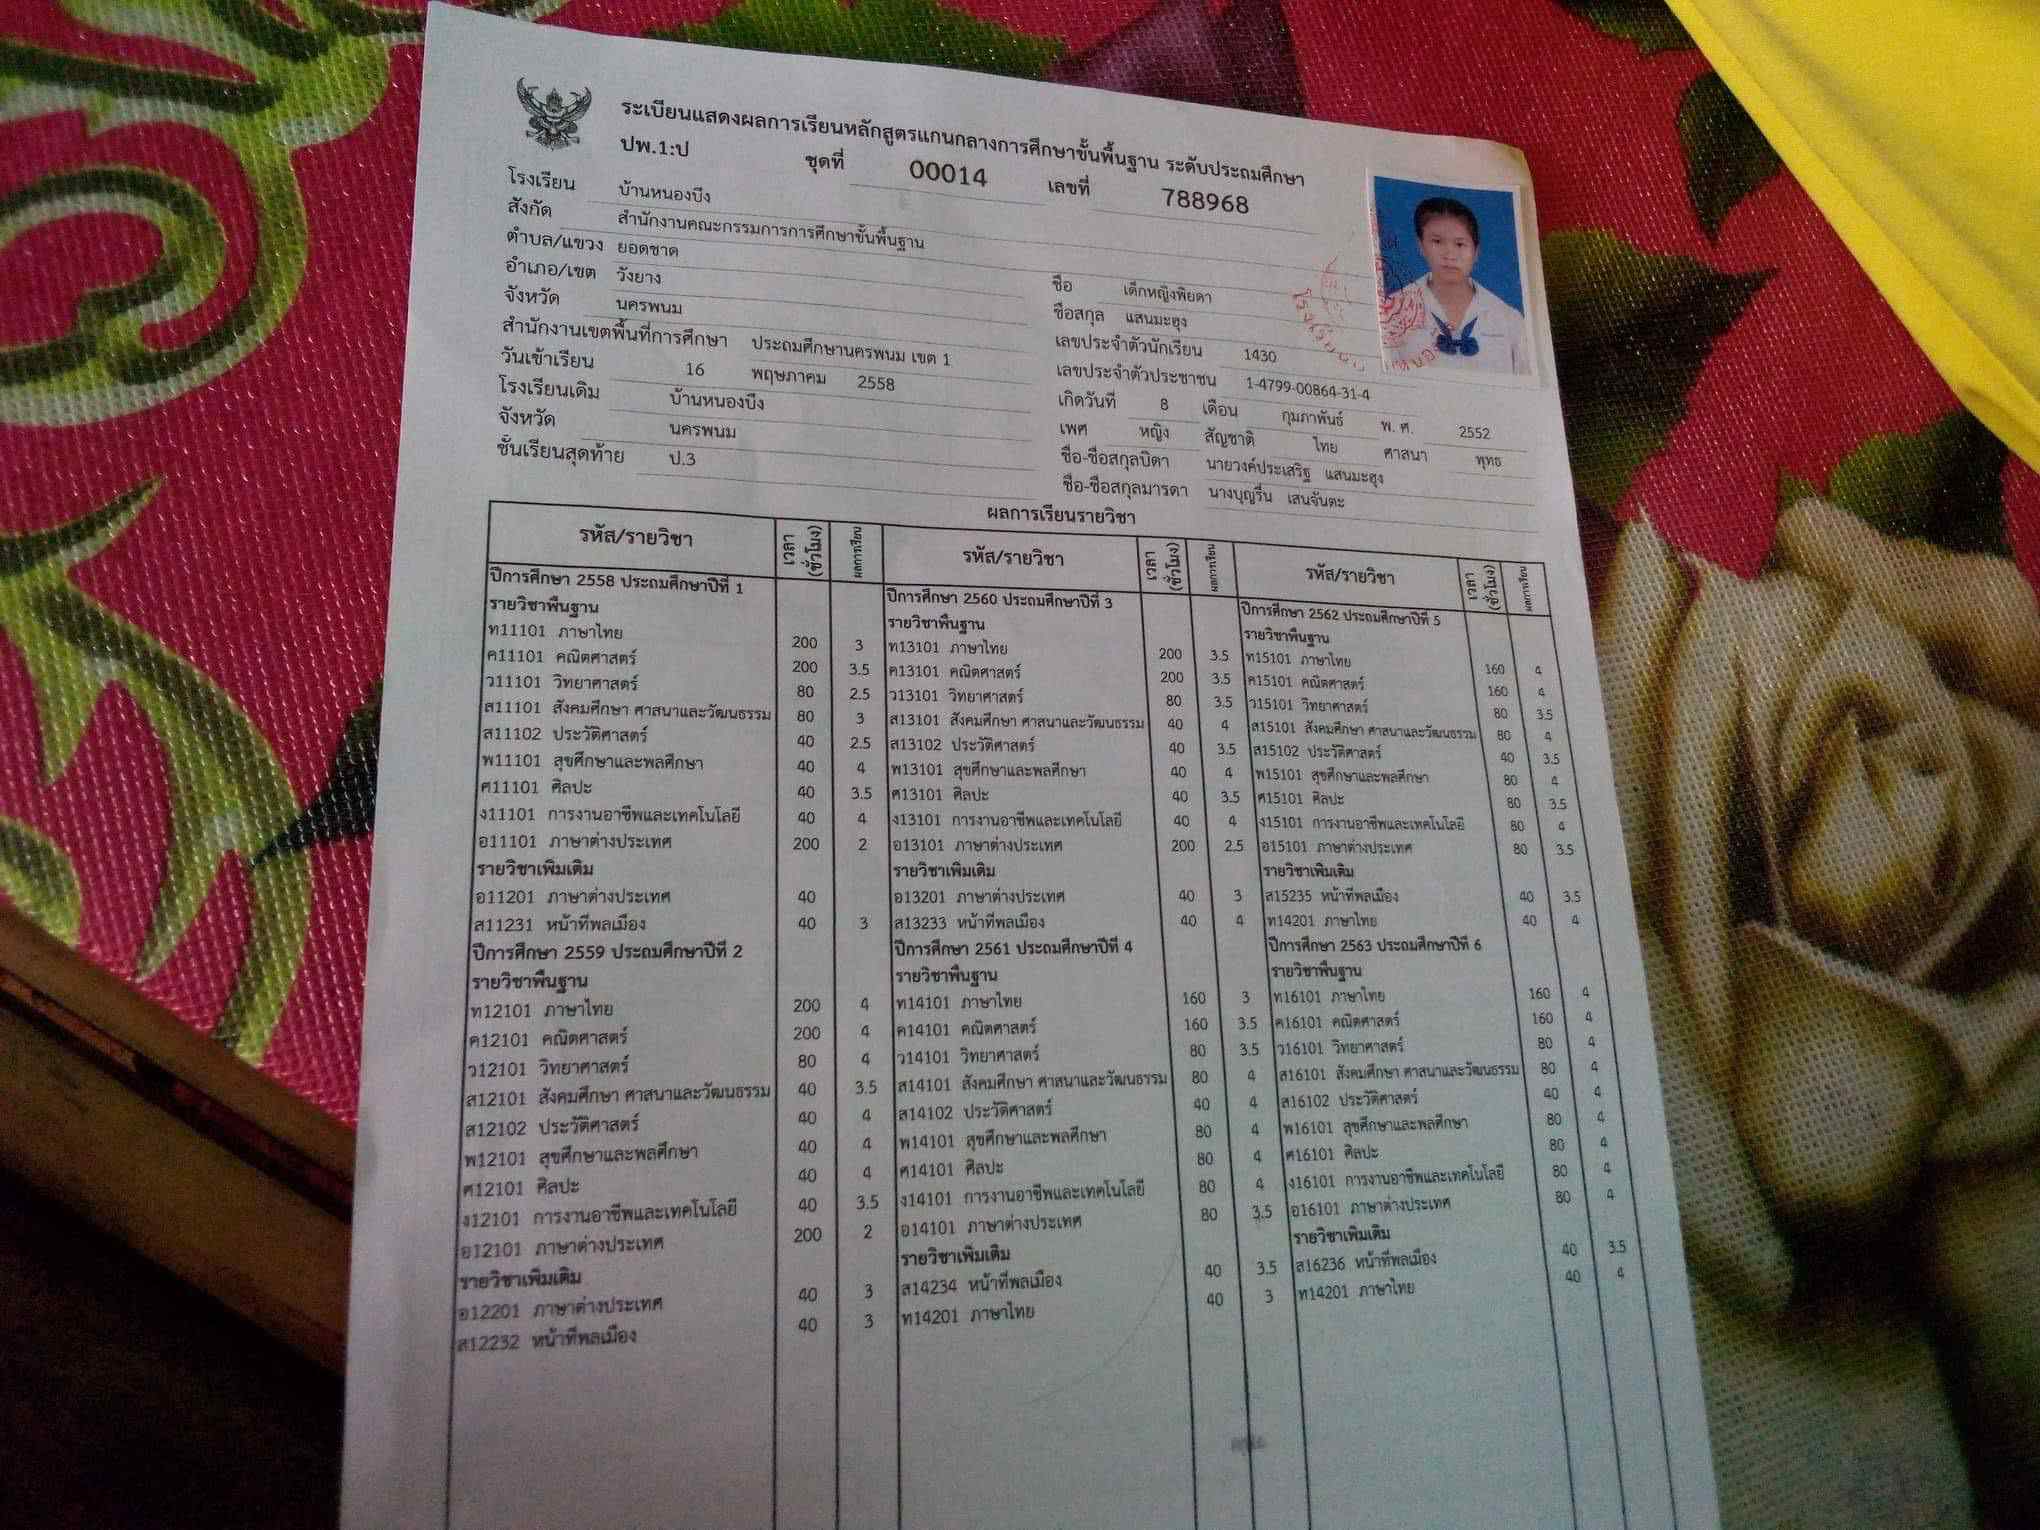 ระเบียนแสดงผลการเรียนหลักสูตรแกนกลางการศึกษาขั้นพื้นฐาน ระดับประถมศึกษา
ปพ.1:ป ชุดที่ 00014 เลขที่ 788968
โรงเรียน บ้านหนองบึง
สังกัด สำนักงานคณะกรรมการการศึกษาขั้นพื้นฐาน
ตำบล/แขวง ยอดชาด
อำเภอ/เขต วังยาง
จังหวัด นครพนม
สำนักงานเขตพื้นที่การศึกษา ประถมศึกษานครพนม เขต 1
วันเข้าเรียน 16 พฤษภาคม 2558
โรงเรียนเดิม บ้านหนองบึง
จังหวัด นครพนม
ชั้นเรียนสุดท้าย ป.3
ชื่อ เด็กหญิงพิยดา
ชื่อสกุล แสนมะฮุง
เลขประจำตัวนักเรียน 1430
เลขประจำตัวประชาชน 1-4799-00864-31-4
เกิดวันที่ 8 เดือน กุมภาพันธ์ พ. ศ. 2552
เพศ หญิง สัญชาติ ไทย ศาสนา พุทธ
ชื่อ-ชื่อสกุลบิดา นายวงค์ประเสริฐ แสนมะฮุง
ชื่อ-ชื่อสกุลมารดา นางบุญรื่น เสนจันตะ
ผลการเรียนรายวิชา
รหัส/รายวิชา เวลา (ชั่วโมง) ผลการเรียน
ปีการศึกษา 2558 ประถมศึกษาปีที่ 1
รายวิชาพื้นฐาน
ท11101 ภาษาไทย 200 3
ค11101 คณิตศาสตร์ 200 3.5
ว11101 วิทยาศาสตร์ 80 2.5
ส11101 สังคมศึกษา ศาสนาและวัฒนธรรม 80 3
ส11102 ประวัติศาสตร์ 40 2.5
พ11101 สุขศึกษาและพลศึกษา 40 4
ศ11101 ศิลปะ 40 3.5
ง11101 การงานอาชีพและเทคโนโลยี 40 4
อ11101 ภาษาต่างประเทศ 200 2
รายวิชาเพิ่มเติม
อ11201 ภาษาต่างประเทศ 40
ส11231 หน้าที่พลเมือง 40 3
ปีการศึกษา 2559 ประถมศึกษาปีที่ 2
รายวิชาพื้นฐาน
ท12101 ภาษาไทย 200 4
ค12101 คณิตศาสตร์ 200 4
ว12101 วิทยาศาสตร์ 80 4
ส12101 สังคมศึกษา ศาสนาและวัฒนธรรม 40 3.5
ส12102 ประวัติศาสตร์ 40 4
พ12101 สุขศึกษาและพลศึกษา 40 4
ศ12101 ศิลปะ 40 4
ง12101 การงานอาชีพและเทคโนโลยี 40 3.5
อ12101 ภาษาต่างประเทศ 200 2
รายวิชาเพิ่มเติม
อ12201 ภาษาต่างประเทศ 40 3
ส12232 หน้าที่พลเมือง 40 3
รหัส/รายวิชา เวลา (ชั่วโมง) ผลการเรียน
ปีการศึกษา 2560 ประถมศึกษาปีที่ 3
รายวิชาพื้นฐาน
ท13101 ภาษาไทย 200 3.5
ค13101 คณิตศาสตร์ 200 3.5
ว13101 วิทยาศาสตร์ 80 3.5
ส13101 สังคมศึกษา ศาสนาและวัฒนธรรม 40 4
ส13102 ประวัติศาสตร์ 40 3.5
พ13101 สุขศึกษาและพลศึกษา 40 4
ศ13101 ศิลปะ 40 3.5
ง13101 การงานอาชีพและเทคโนโลยี 40 4
อ13101 ภาษาต่างประเทศ 200 2.5
รายวิชาเพิ่มเติม
อ13201 ภาษาต่างประเทศ 40 3
ส13233 หน้าที่พลเมือง 40 4
ปีการศึกษา 2561 ประถมศึกษาปีที่ 4
รายวิชาพื้นฐาน
ท14101 ภาษาไทย 160 3
ค14101 คณิตศาสตร์ 160 3.5
ว14101 วิทยาศาสตร์ 80 3.5
ส14101 สังคมศึกษา ศาสนาและวัฒนธรรม 80 4
ส14102 ประวัติศาสตร์ 40 4
พ14101 สุขศึกษาและพลศึกษา 80 4
ศ14101 ศิลปะ 80 4
ง14101 การงานอาชีพและเทคโนโลยี 80 4
อ14101 ภาษาต่างประเทศ 80 3.5
รายวิชาเพิ่มเติม
ส14234 หน้าที่พลเมือง 40 3.5
ท14201 ภาษาไทย 40 3
รหัส/รายวิชา เวลา (ชั่วโมง) ผลการเรียน
ปีการศึกษา 2562 ประถมศึกษาปีที่ 5
รายวิชาพื้นฐาน
ท15101 ภาษาไทย 160 4
ค15101 คณิตศาสตร์ 160 4
ว15101 วิทยาศาสตร์ 80 3.5
ส15101 สังคมศึกษา ศาสนาและวัฒนธรรม 80 4
ส15102 ประวัติศาสตร์ 40 3.5
พ15101 สุขศึกษาและพลศึกษา 80 4
ศ15101 ศิลปะ 80 3.5
ง15101 การงานอาชีพและเทคโนโลยี 80 4
อ15101 ภาษาต่างประเทศ 80 3.5
รายวิชาเพิ่มเติม
ส15235 หน้าที่พลเมือง 40 3.5
ท14201 ภาษาไทย 40 4
ปีการศึกษา 2563 ประถมศึกษาปีที่ 6
รายวิชาพื้นฐาน
ท16101 ภาษาไทย 160 4
ค16101 คณิตศาสตร์ 160 4
ว16101 วิทยาศาสตร์ 80 4
ส16101 สังคมศึกษา ศาสนาและวัฒนธรรม 80 4
ส16102 ประวัติศาสตร์ 40 4
พ16101 สุขศึกษาและพลศึกษา 80 4
ศ16101 ศิลปะ 80 4
ง16101 การงานอาชีพและเทคโนโลยี 80 4
อ16101 ภาษาต่างประเทศ 80 4
รายวิชาเพิ่มเติม
ส16236 หน้าที่พลเมือง 40 3.5
ท14201 ภาษาไทย 40 4